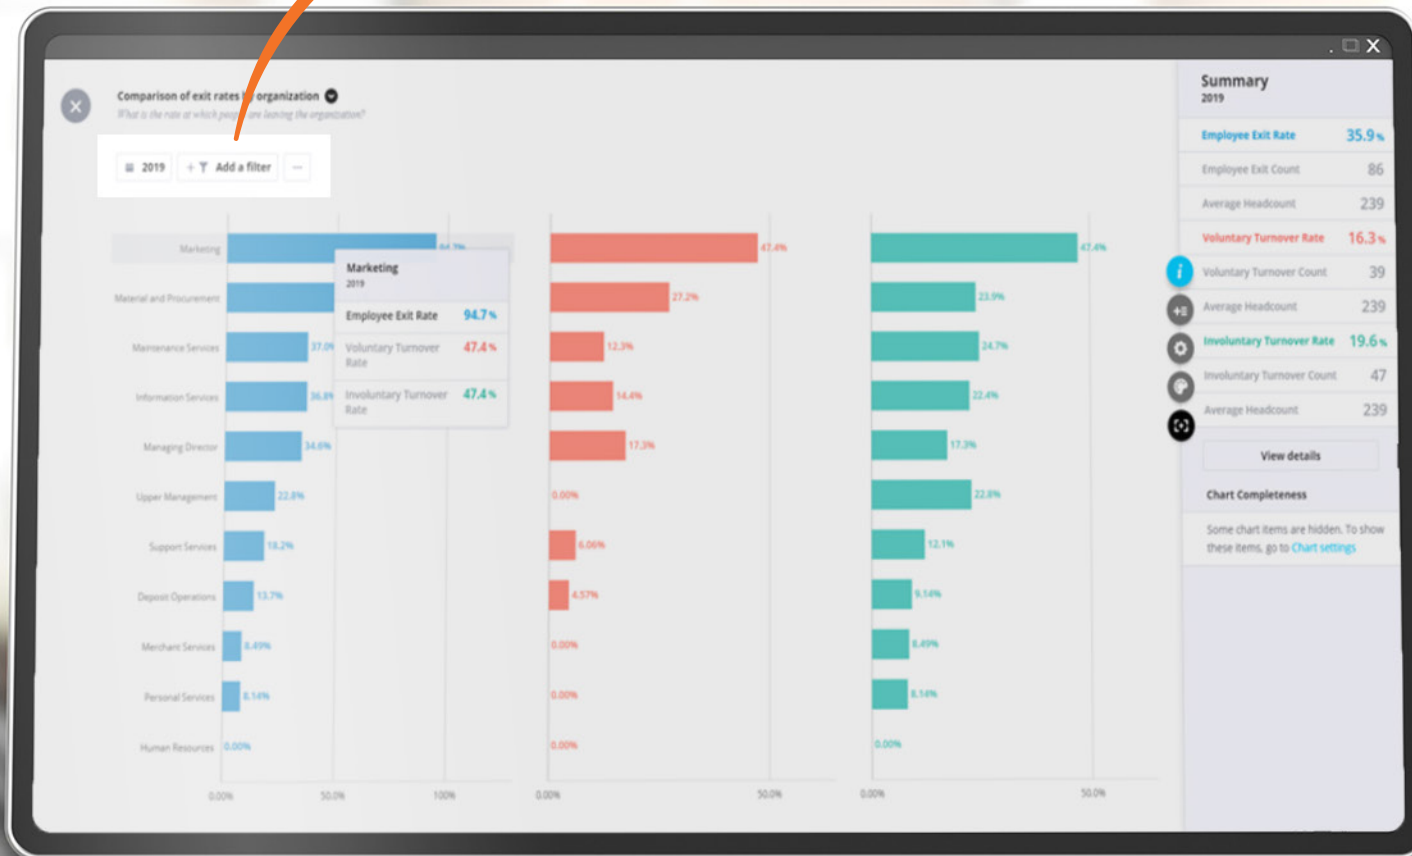 Comparison of exit rates by organization
What is the rate at which people are leaving the organization?
2019
+ Add a filter
...
Marketing
94.7%
47.4%
47.4%
Material and Procurement
27.2%
23.9%
Maintenance Services
37.0%
12.3%
24.7%
Information Services
36.8%
14.4%
22.4%
Managing Director
34.6%
17.3%
17.3%
Upper Management
22.8%
0.00%
22.8%
Support Services
18.2%
6.06%
12.1%
Deposit Operations
13.7%
4.57%
9.14%
Merchant Services
8.49%
0.00%
8.49%
Personal Services
8.14%
0.00%
8.14%
Human Resources
0.00%
0.00%
0.00%
0.00% 50.0% 100%
0.00% 50.0%
0.00% 50.0%
Marketing
2019
Employee Exit Rate 94.7%
Voluntary Turnover
Rate
47.4%
Involuntary Turnover
Rate
47.4%
Summary
2019
Employee Exit Rate 35.9%
Employee Exit Count 86
Average Headcount 239
Voluntary Turnover Rate 16.3%
Voluntary Turnover Count 39
Average Headcount 239
Involuntary Turnover Rate 19.6%
Involuntary Turnover Count 47
Average Headcount 239
View details
Chart Completeness
Some chart items are hidden. To show
these items, go to Chart settings